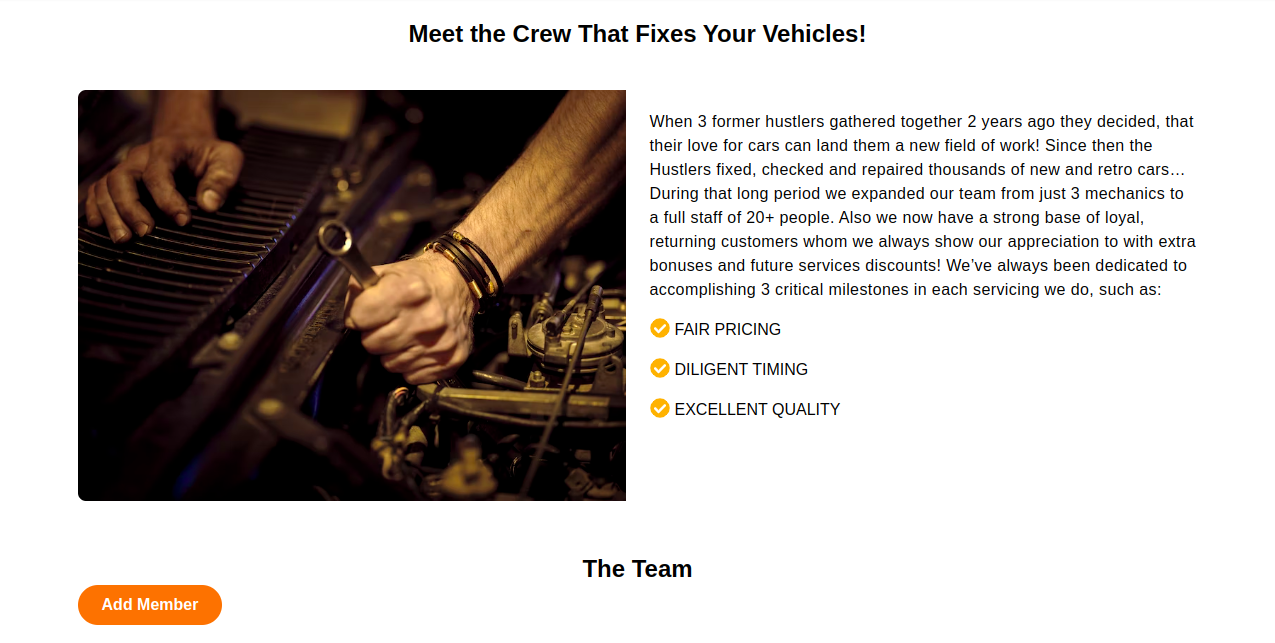 Meet the Crew That Fixes Your Vehicles!
When 3 former hustlers gathered together 2 years ago they decided, that
their love for cars can land them a new field of work! Since then the
Hustlers fixed, checked and repaired thousands of new and retro cars…
During that long period we expanded our team from just 3 mechanics to
a full staff of 20+ people. Also we now have a strong base of loyal,
returning customers whom we always show our appreciation to with extra
bonuses and future services discounts! We’ve always been dedicated to
accomplishing 3 critical milestones in each servicing we do, such as:
FAIR PRICING
DILIGENT TIMING
EXCELLENT QUALITY
The Team
Add Member